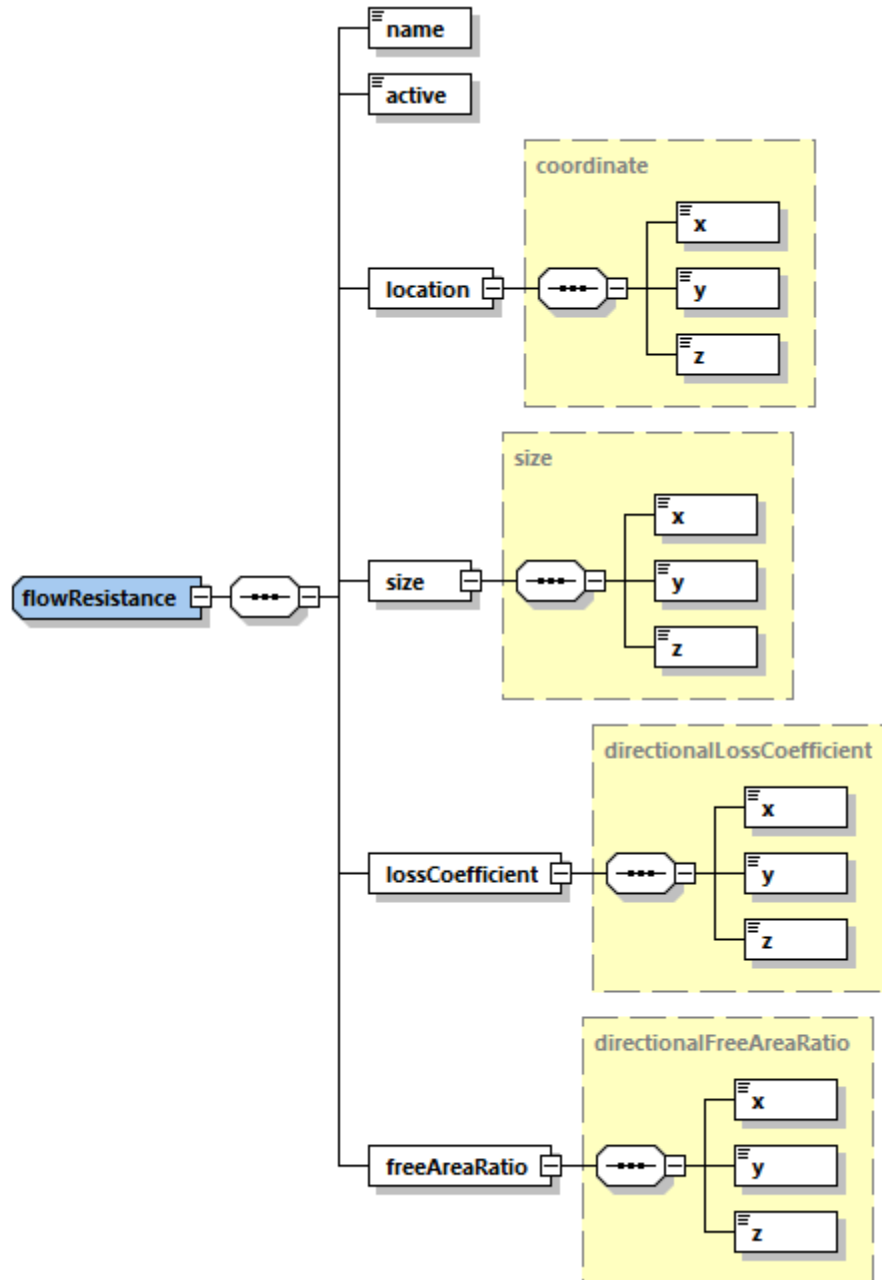 name
active
coordinate
x
location
y
z
size
x
flowResistance
size
y
z
directionalLossCoefficient
x
lossCoefficient
y
z
directionalFreeAreaRatio
x
freeAreaRatio
y
z